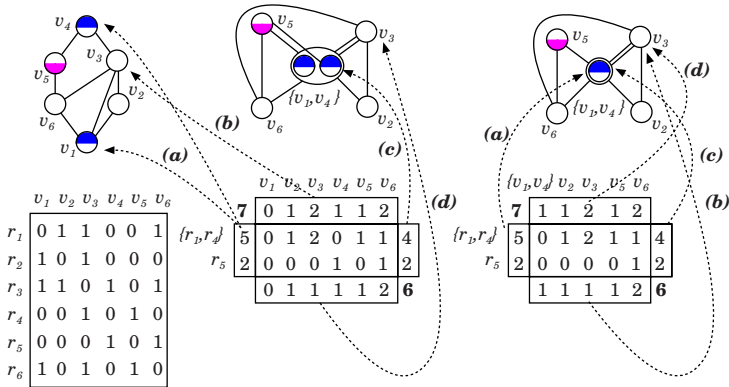 v4
v3
v5
v2
v6
v1
(a)
(b)
v1 v2 v3 v4 v5 v6
r1 0 1 1 0 0 1
r2 1 0 1 0 0 0
r3 1 1 0 1 0 1
r4 0 0 1 0 1 0
r5 0 0 0 1 0 1
r6 1 0 1 0 1 0
v5
v3
{v1,v4}
v6
v2
(c)
(d)
v1 v2 v3 v4 v5 v6
7 0 1 2 1 1 2
{r1,r4} 5 0 1 2 0 1 1 4
r5 2 0 0 0 1 0 1 2
0 1 1 1 1 2 6
v5
v3
(d)
{v1,v4}
v6
v2
(a)
(c)
(b)
{v1,v4} v2 v3 v5 v6
7 1 1 2 1 2
{r1,r4} 5 0 1 2 1 1 4
r5 2 0 0 0 0 1 2
1 1 1 1 2 6